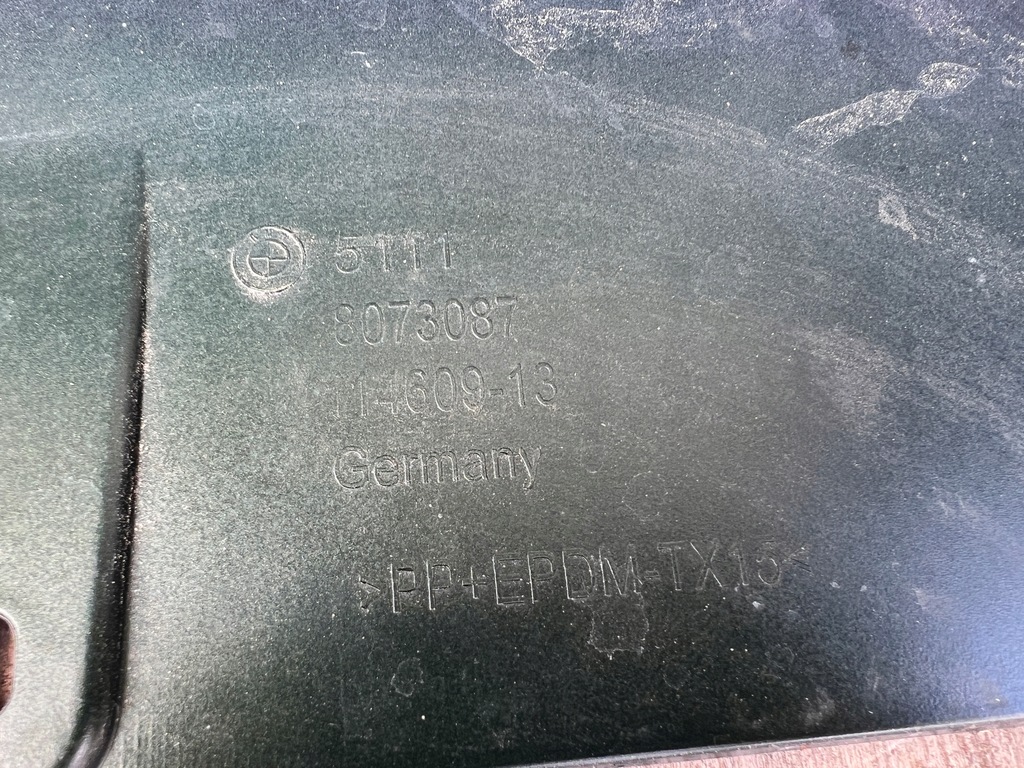 5111
8073087
114609-13
Germany
>PP+EPDM-TX15<